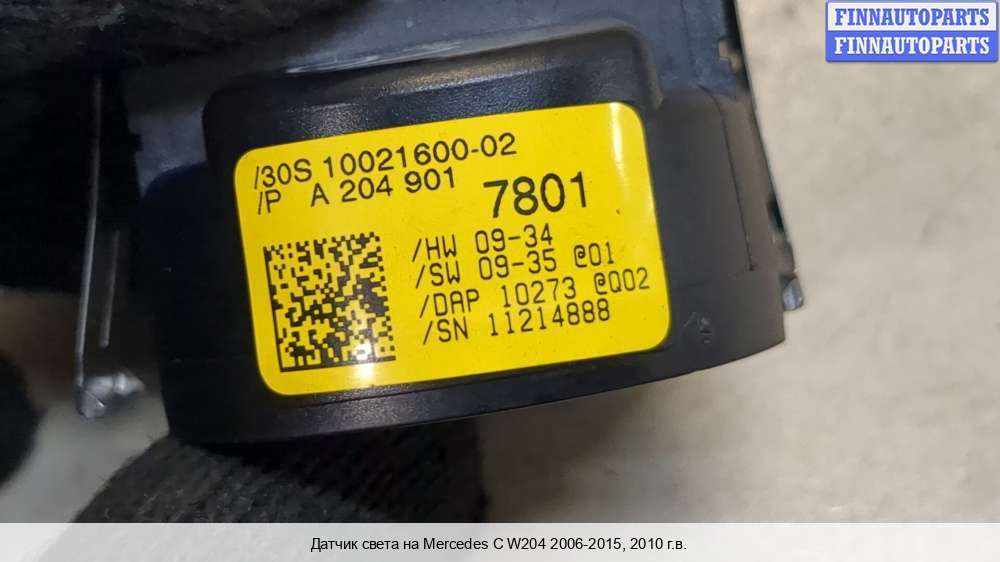 FINNAUTOPARTS
FINNAUTOPARTS
/30S 10021600-02
/P A 204 901 7801
/HW 09-34
/SW 09-35 @01
/DAP 10273 @Q02
/SN 11214888
Датчик света на Mercedes C W204 2006-2015, 2010 г.в.